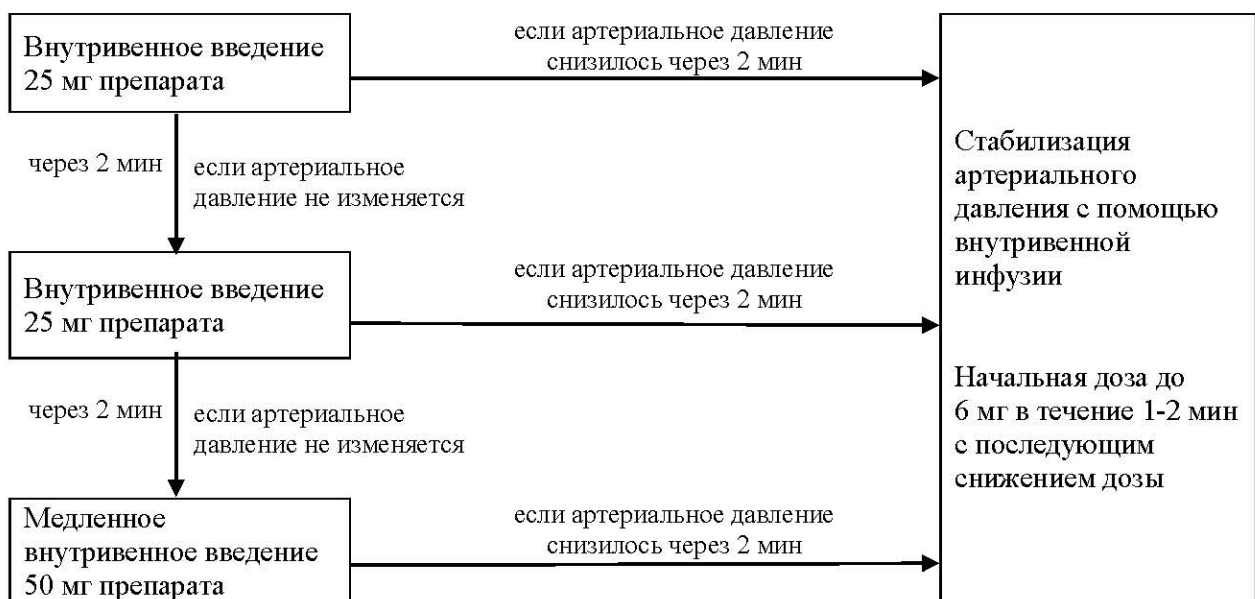 Внутривенное введение
25 мг препарата
если артериальное давление
снизилось через 2 мин
через 2 мин
если артериальное
давление не изменяется
Внутривенное введение
25 мг препарата
если артериальное давление
снизилось через 2 мин
через 2 мин
если артериальное
давление не изменяется
Медленное
внутривенное введение
50 мг препарата
если артериальное давление
снизилось через 2 мин
Стабилизация
артериального
давления с помощью
внутривенной
инфузии
Начальная доза до
6 мг в течение 1-2 мин
с последующим
снижением дозы